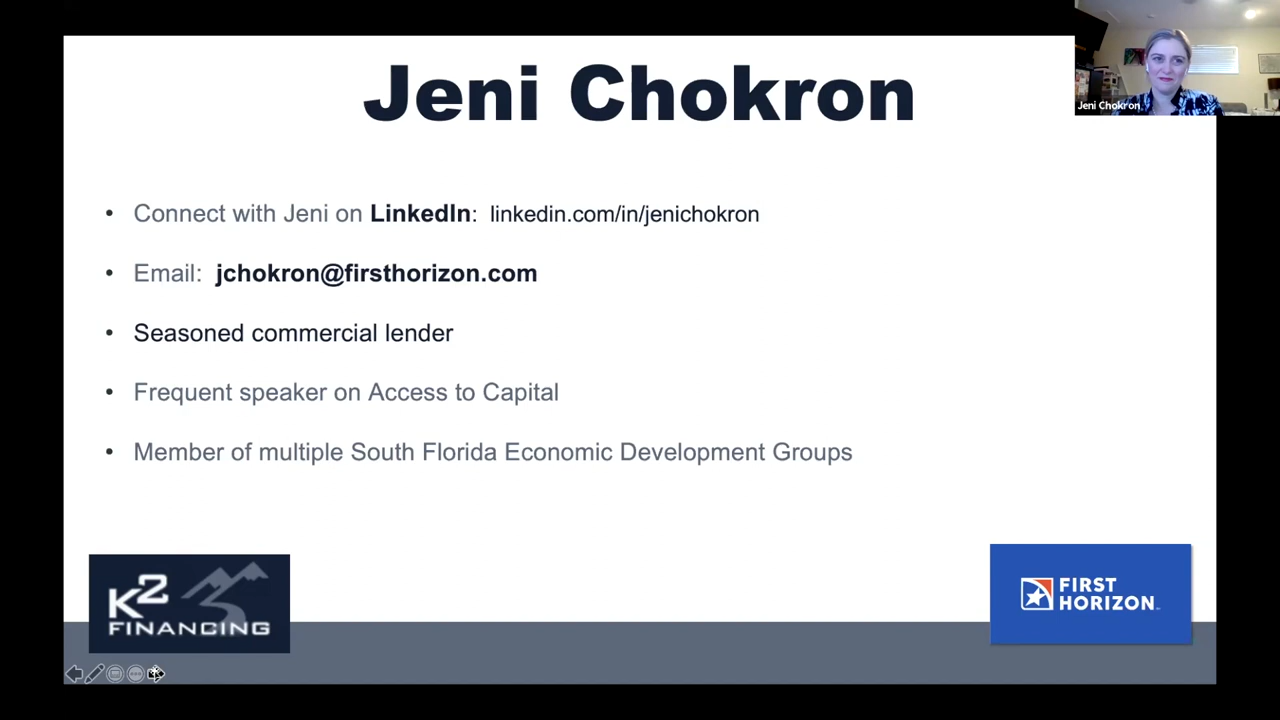 Jeni Chokron
Jeni Chokron
• Connect with Jeni on LinkedIn: linkedin.com/in/jenichokron
• Email: jchokron@firsthorizon.com
• Seasoned commercial lender
• Frequent speaker on Access to Capital
• Member of multiple South Florida Economic Development Groups
K2
FINANCING
FIRST
HORIZON